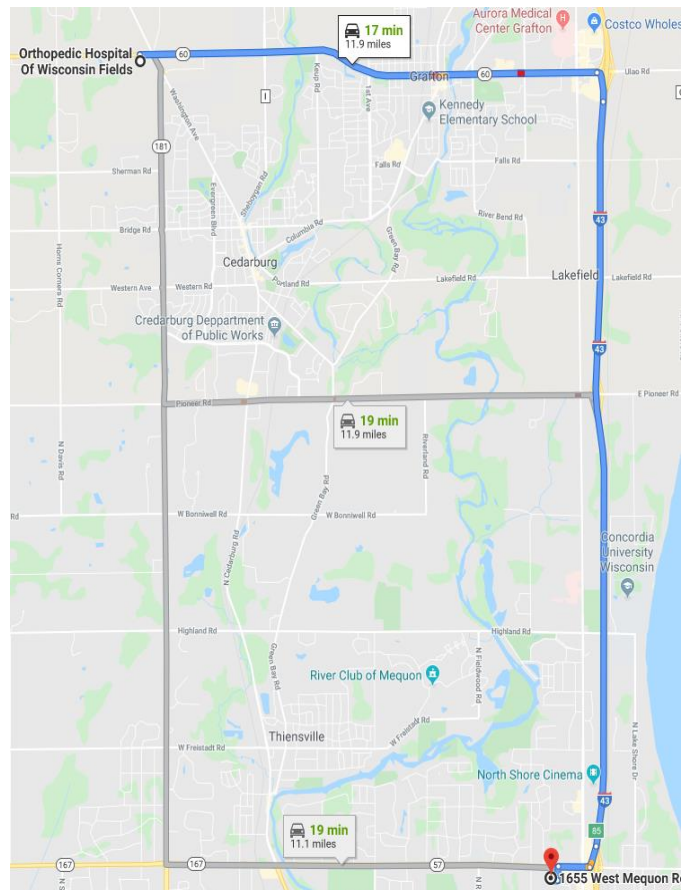 17 min
11.9 miles
Aurora Medical
Center Grafton
H
Costco Wholes
Orthopedic Hospital
Of Wisconsin Fields
60
Grafton
60
Ulao Rd
Keup Rd
1st Ave
Washington Ave
I
Kennedy
Elementary School
181
Sherman Rd
Falls Rd
Falls Rd
Evergreen Blvd
Sheboygan Rd
River Bend Rd
Bridge Rd
Columbia Rd
43
Green Bay Rd
Horns Corners Rd
Cedarburg
Western Ave
Western Rd
Portland Rd
Lakefield Rd
Lakefield
Lakefield Rd
Credarburg Deppartment
of Public Works
43
Pioneer Rd
E Pioneer Rd
19 min
11.9 miles
N Davis Rd
Riverland Rd
Green Bay Rd
Rd
W Bonniwell Rd
W Bonniwell Rd
N Cedarburg Rd
Concordia
University
Wisconsin
Highland Rd
Highland Rd
Green Bay Rd
River Club of Mequon
N Fieldwood Rd
Thiensville
W Freistadt Rd
W Freistadt Rd
N Lake Shore Dr
North Shore Cinema
43
85
19 min
11.1 miles
167
167
57
1655 West Mequon R